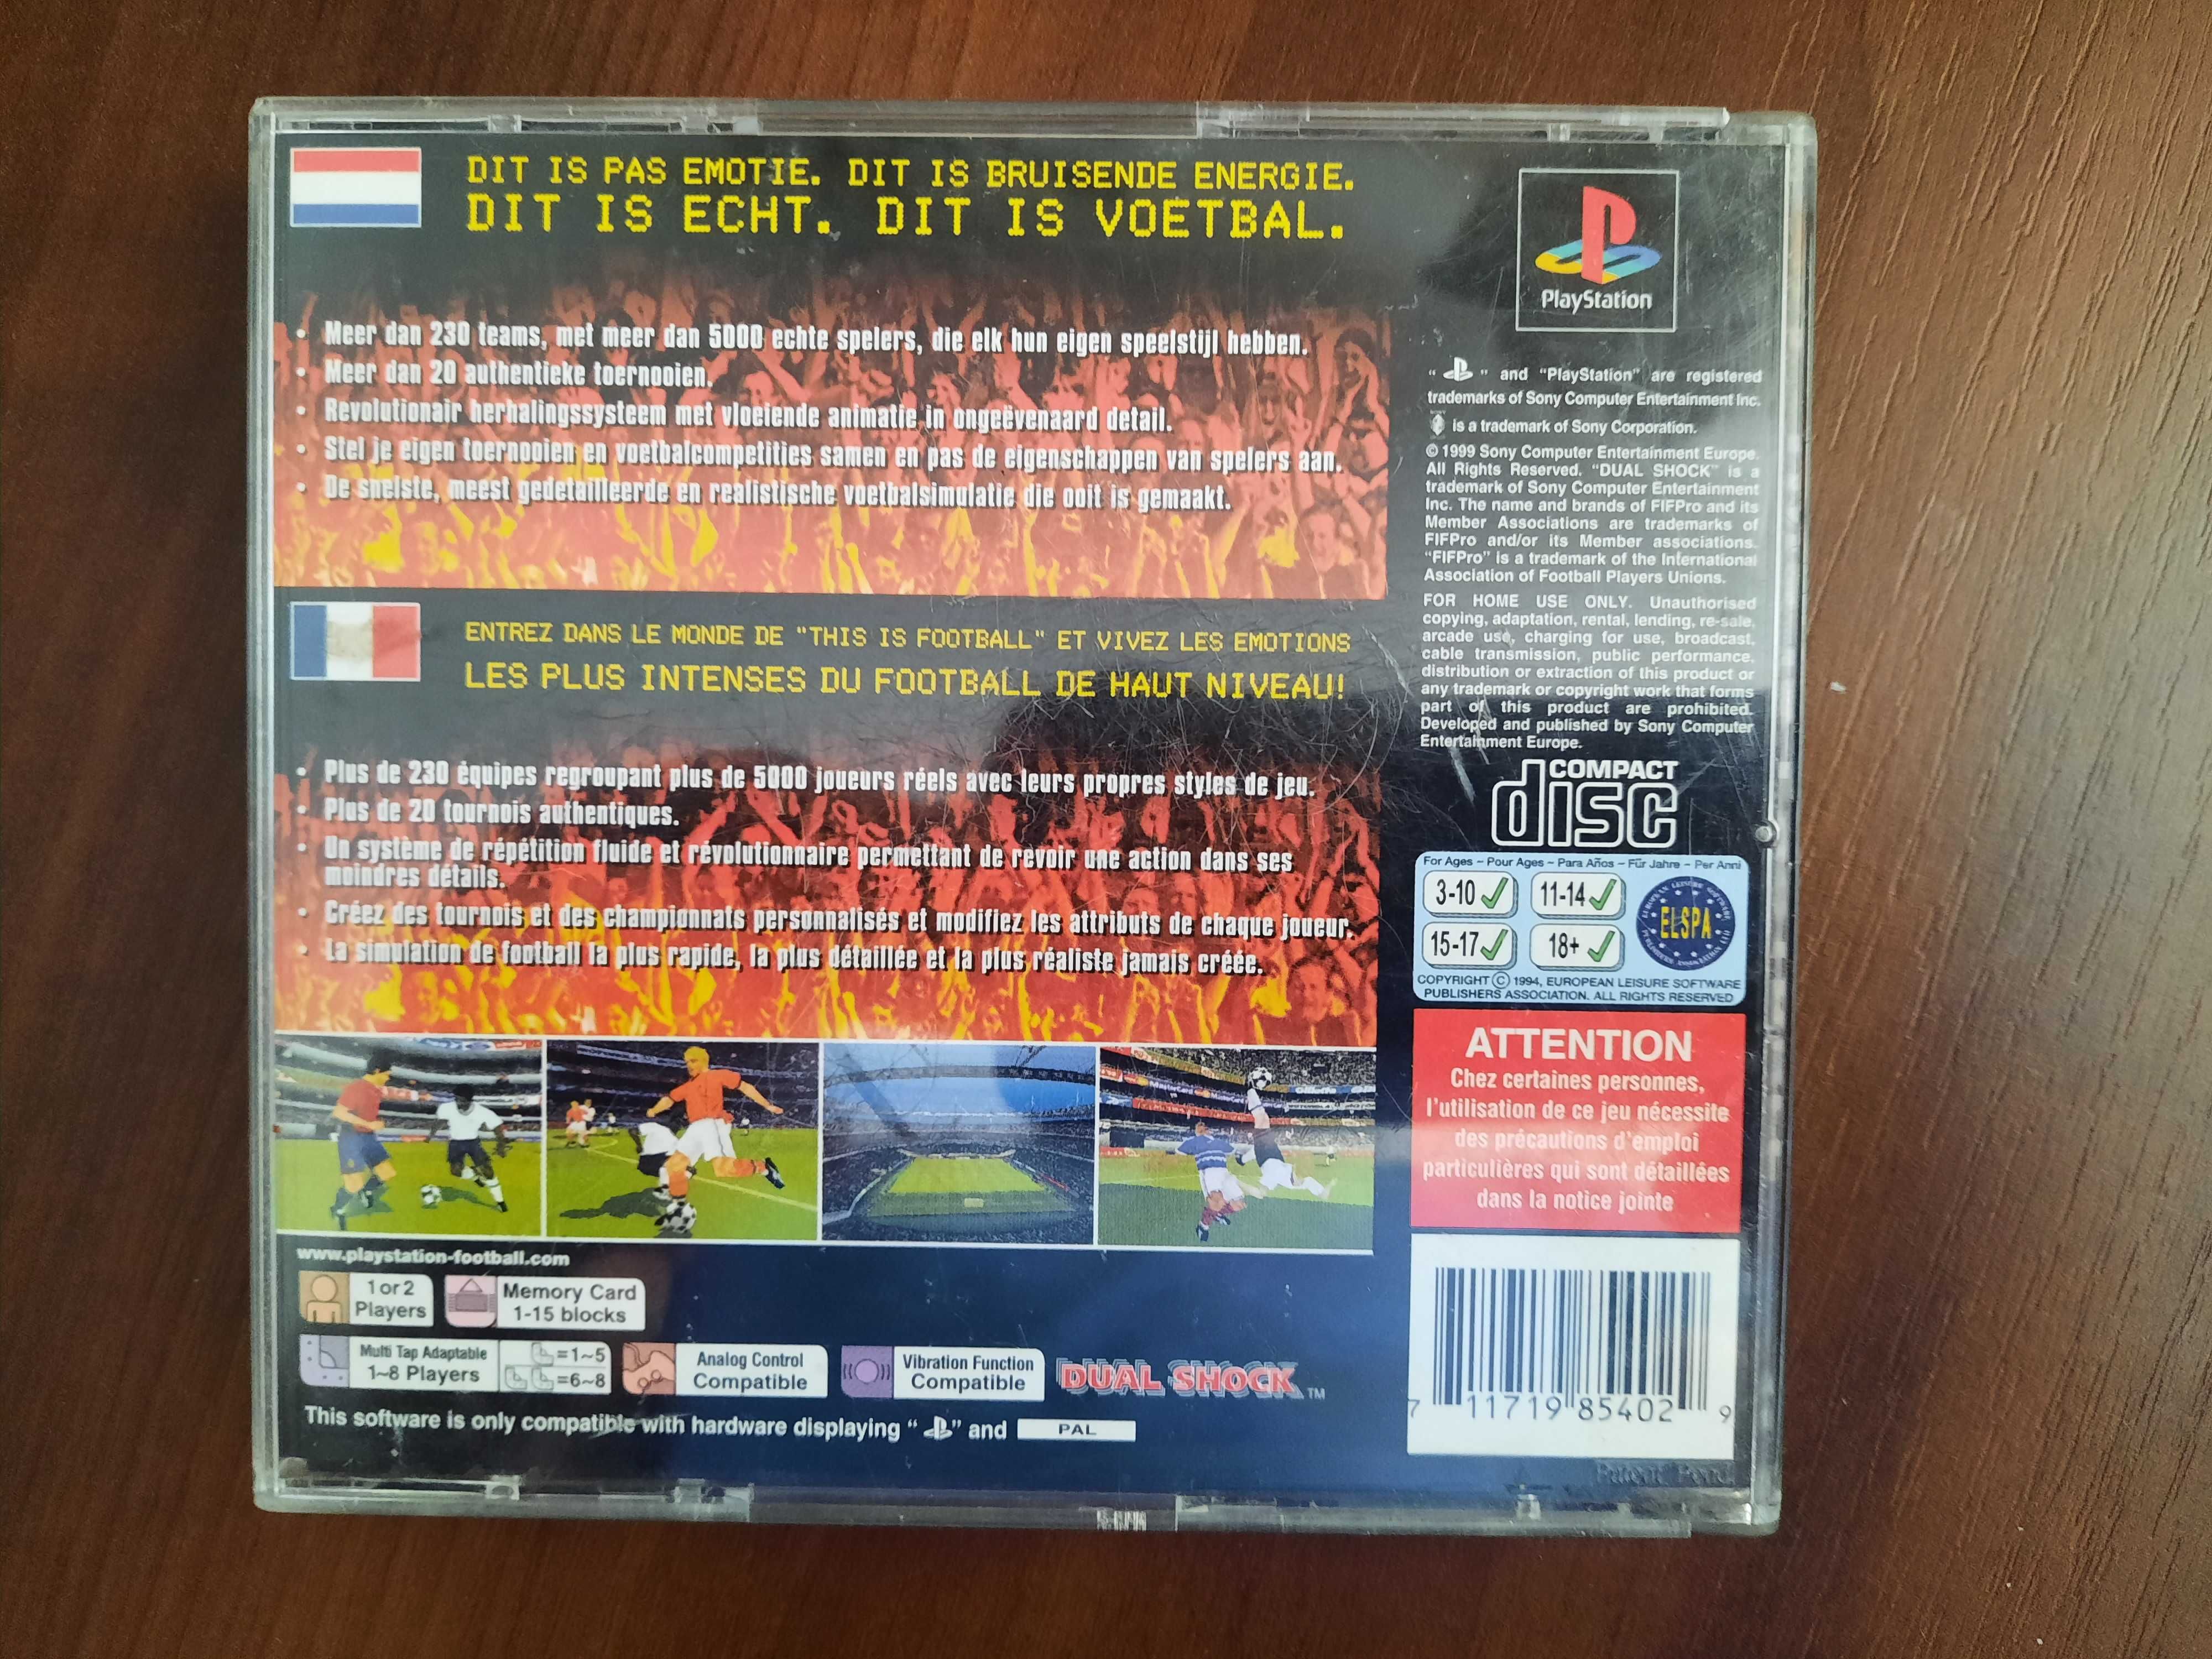 DIT IS PAS EMOTIE. DIT IS BRUISENDE ENERGIE.
DIT IS ECHT. DIT IS VOETBAL.
• Meer dan 230 teams, met meer dan 5000 echte spelers, die elk hun eigen speelstijl hebben.
• Meer dan 20 authentieke toernooien.
• Revolutionair herhalingssysteem met vloeiende animatie in ongeëvenaard detail.
• Stel je eigen toernooien en voetbalcompetities samen en pas de eigenschappen van spelers aan.
• De snelste, meest gedetailleerde en realistische voetbalsimulatie die ooit is gemaakt.
ENTREZ DANS LE MONDE DE "THIS IS FOOTBALL" ET VIVEZ LES EMOTIONS
LES PLUS INTENSES DU FOOTBALL DE HAUT NIVEAU!
• Plus de 230 équipes regroupant plus de 5000 joueurs réels avec leurs propres styles de jeu.
• Plus de 20 tournois authentiques.
• Un système de répétition fluide et révolutionnaire permettant de revoir une action dans ses
moindres détails.
• Créez des tournois et des championnats personnalisés et modifiez les attributs de chaque joueur.
• La simulation de football la plus rapide, la plus détaillée et la plus réaliste jamais créée.
www.playstation-football.com
1 or 2
Players
Memory Card
1-15 blocks
Multi Tap Adaptable
1~8 Players
=1~5
=6~8
Analog Control
Compatible
Vibration Function
Compatible
DUAL SHOCK™
This software is only compatible with hardware displaying " " and PAL
PlayStation
" " and "PlayStation" are registered
trademarks of Sony Computer Entertainment Inc.
is a trademark of Sony Corporation.
© 1999 Sony Computer Entertainment Europe.
All Rights Reserved. "DUAL SHOCK" is a
trademark of Sony Computer Entertainment
Inc. The name and brands of FIFPro and its
Member Associations are trademarks of
FIFPro and/or its Member associations.
"FIFPro" is a trademark of the International
Association of Football Players Unions.
FOR HOME USE ONLY. Unauthorised
copying, adaptation, rental, lending, re-sale,
arcade use, charging for use, broadcast,
cable transmission, public performance,
distribution or extraction of this product or
any trademark or copyright work that forms
part of this product are prohibited.
Developed and published by Sony Computer
Entertainment Europe.
COMPACT
disc
For Ages – Pour Ages – Para Años – Für Jahre – Per Anni
3-10 11-14
15-17 18+
ELSPA
COPYRIGHT © 1994, EUROPEAN LEISURE SOFTWARE
PUBLISHERS ASSOCIATION. ALL RIGHTS RESERVED
ATTENTION
Chez certaines personnes,
l'utilisation de ce jeu nécessite
des précautions d'emploi
particulières qui sont détaillées
dans la notice jointe
7 11719 85402 9
Patent Pend.